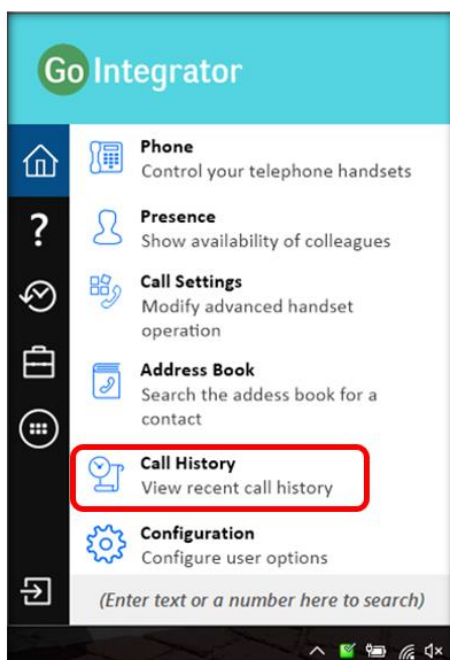 Go Integrator
Phone
Control your telephone handsets
Presence
Show availability of colleagues
Call Settings
Modify advanced handset
operation
Address Book
Search the addess book for a
contact
Call History
View recent call history
Configuration
Configure user options
(Enter text or a number here to search)